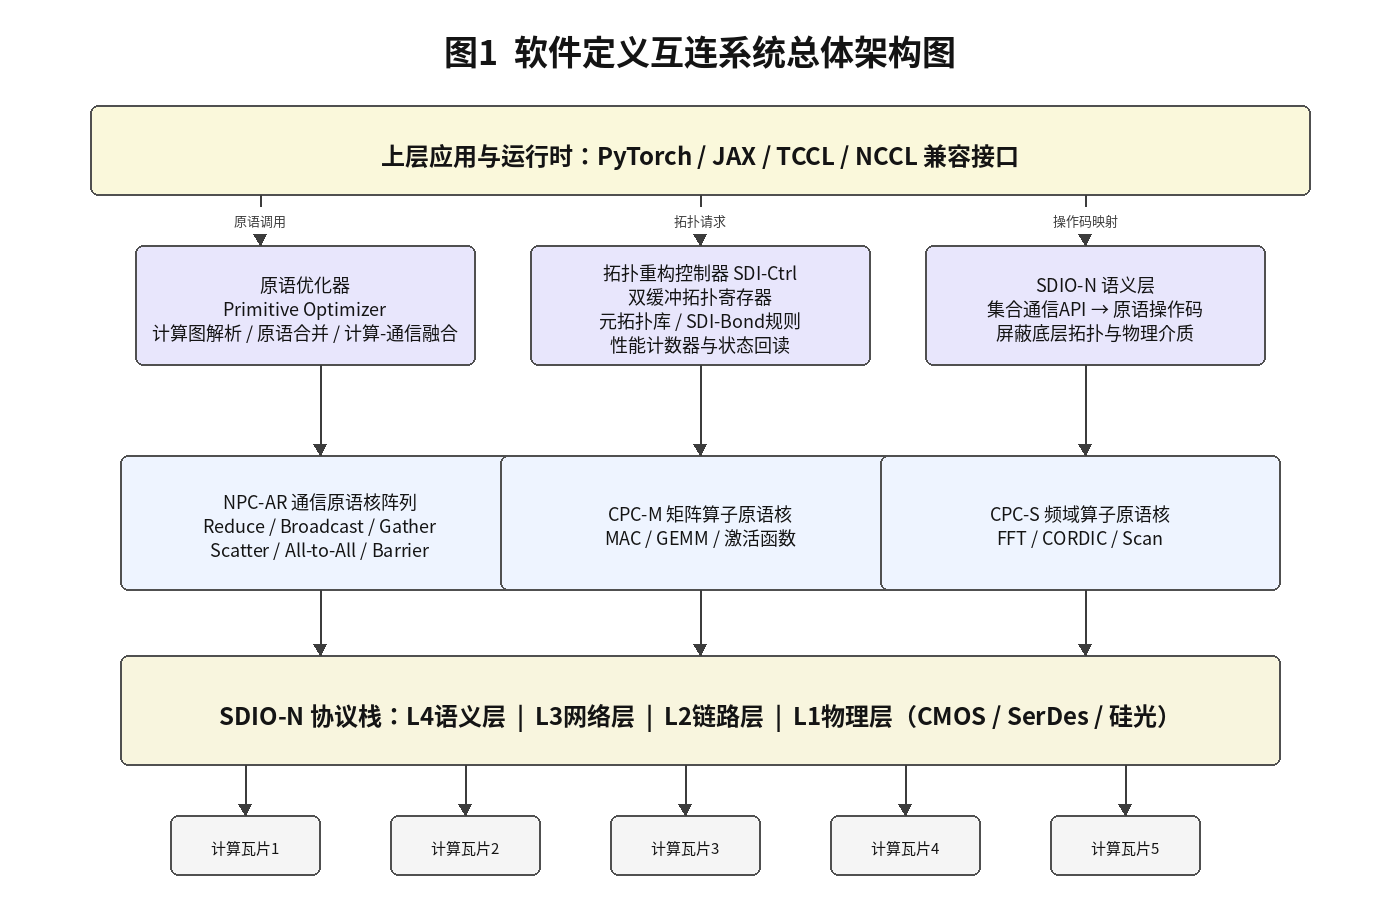 图1 软件定义互连系统总体架构图
上层应用与运行时：PyTorch / JAX / TCCL / NCCL 兼容接口
原语调用
拓扑请求
操作码映射
原语优化器
Primitive Optimizer
计算图解析 / 原语合并 / 计算-通信融合
拓扑重构控制器 SDI-Ctrl
双缓冲拓扑寄存器
元拓扑库 / SDI-Bond规则
性能计数器与状态回读
SDIO-N 语义层
集合通信API → 原语操作码
屏蔽底层拓扑与物理介质
NPC-AR 通信原语核阵列
Reduce / Broadcast / Gather
Scatter / All-to-All / Barrier
CPC-M 矩阵算子原语核
MAC / GEMM / 激活函数
CPC-S 频域算子原语核
FFT / CORDIC / Scan
SDIO-N 协议栈：L4语义层 | L3网络层 | L2链路层 | L1物理层（CMOS / SerDes / 硅光）
计算瓦片1
计算瓦片2
计算瓦片3
计算瓦片4
计算瓦片5